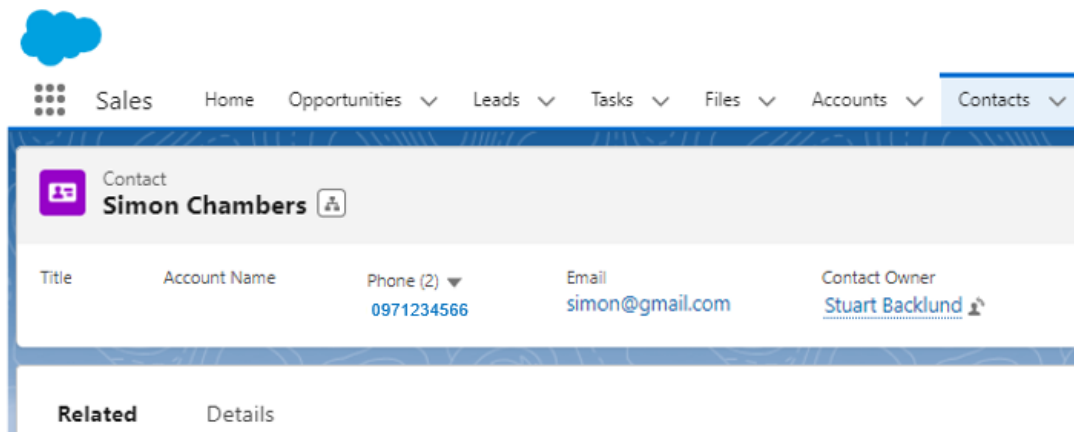 Sales Home Opportunities Leads Tasks Files Accounts Contacts
Contact
Simon Chambers
Title Account Name Phone (2) Email Contact Owner
0971234566 simon@gmail.com Stuart Backlund
Related Details